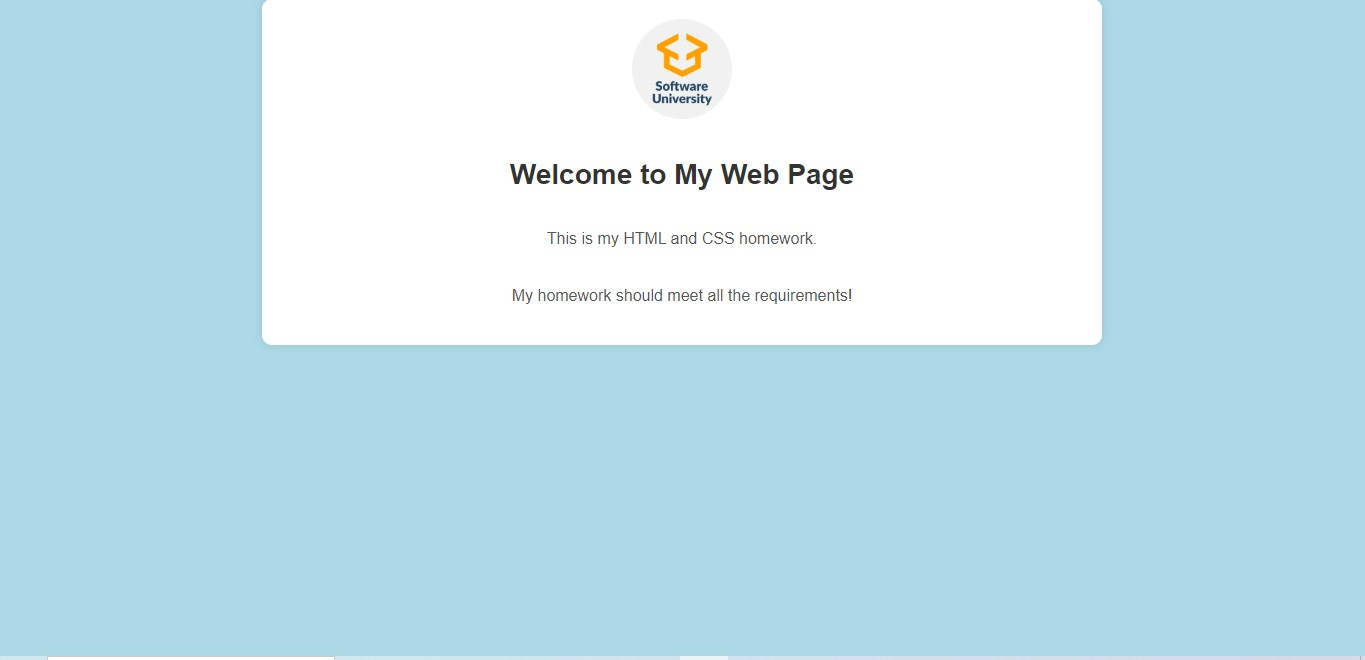 Software
University
Welcome to My Web Page
This is my HTML and CSS homework.
My homework should meet all the requirements!